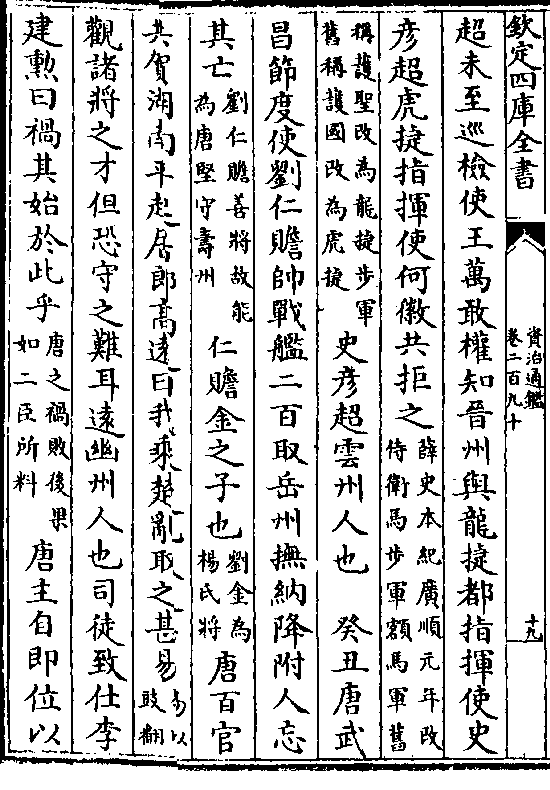 欽定四庫全書
資治通鑑
卷二百九十
十九
超未至巡檢使王萬敢權知晉州與龍捷都指揮使史
彦超虎捷指揮使何徽共拒之薛史本紀廣順元年改侍衛馬步軍額馬軍舊
稱護聖改為龍捷步軍舊稱護國改為虎捷史彦超雲州人也癸丑唐武
昌節度使劉仁贍帥戰艦二百取岳州撫納降附人忘
其亡劉仁贍善將故能為唐堅守壽州仁贍金之子也劉金為楊氏將唐百官
共賀湖南平起居郎高遠曰我乘楚亂取之甚易易以豉翻
觀諸將之才但恐守之難耳遠幽州人也司徒致仕李
建勲曰禍其始於此乎唐之禍敗後果如二臣所料唐主自即位以